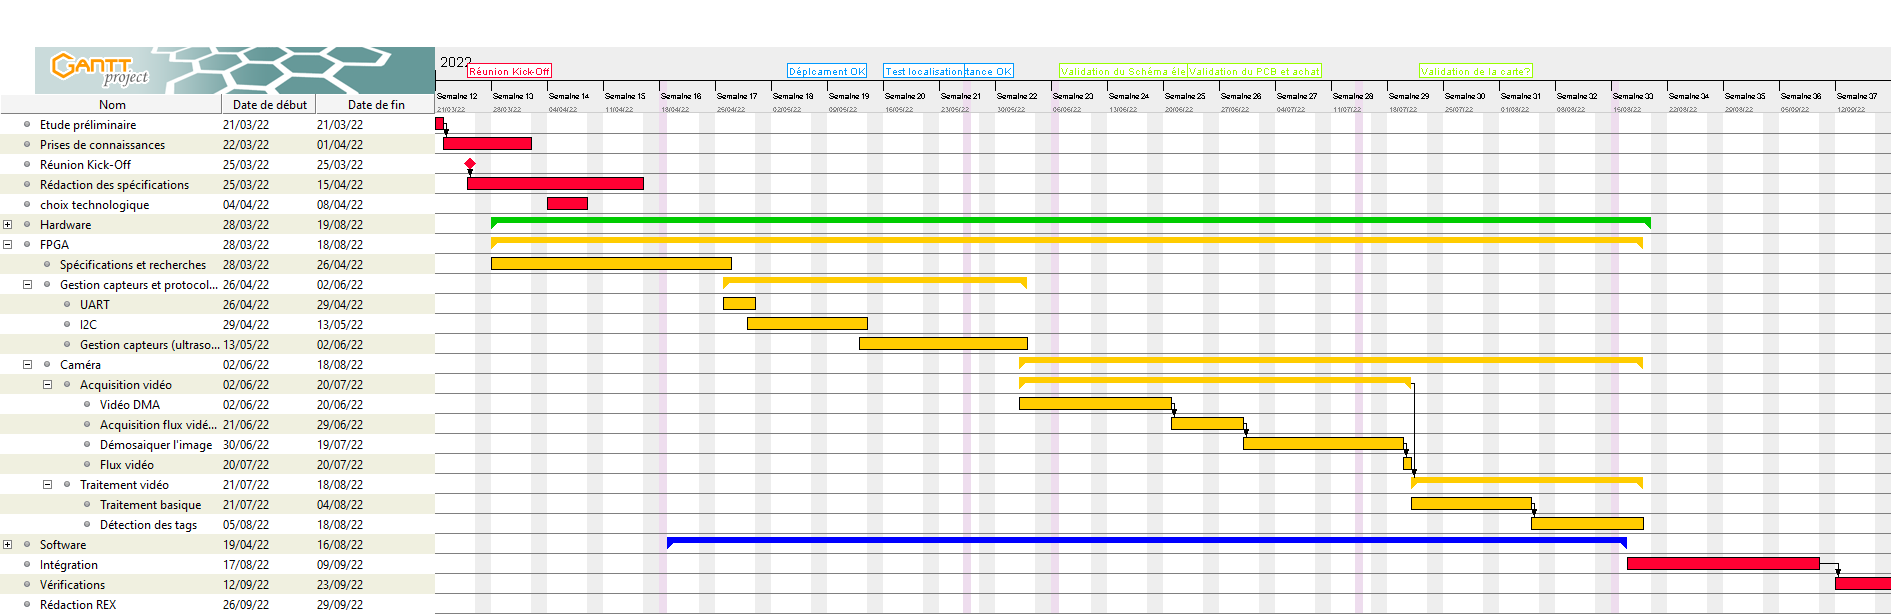 GANTT
project
2022
Réunion Kick-Off
Déplcament OK
Test localisation
tance OK
Validation du Schéma éle
Validation du PCB et achat
Validation de la carte?
Semaine 12 Semaine 13 Semaine 14 Semaine 15 Semaine 16 Semaine 17 Semaine 18 Semaine 19 Semaine 20 Semaine 21 Semaine 22 Semaine 23 Semaine 24 Semaine 25 Semaine 26 Semaine 27 Semaine 28 Semaine 29 Semaine 30 Semaine 31 Semaine 32 Semaine 33 Semaine 34 Semaine 35 Semaine 36 Semaine 37
21/03/22 28/03/22 04/04/22 11/04/22 18/04/22 25/04/22 02/05/22 09/05/22 16/05/22 23/05/22 30/05/22 06/06/22 13/06/22 20/06/22 27/06/22 04/07/22 11/07/22 18/07/22 25/07/22 01/08/22 08/08/22 15/08/22 22/08/22 29/08/22 05/09/22 12/09/22
Nom Date de début Date de fin
Etude préliminaire 21/03/22 21/03/22
Prises de connaissances 22/03/22 01/04/22
Réunion Kick-Off 25/03/22 25/03/22
Rédaction des spécifications 25/03/22 15/04/22
choix technologique 04/04/22 08/04/22
Hardware 28/03/22 19/08/22
FPGA 28/03/22 18/08/22
Spécifications et recherches 28/03/22 26/04/22
Gestion capteurs et protocol... 26/04/22 02/06/22
UART 26/04/22 29/04/22
I2C 29/04/22 13/05/22
Gestion capteurs (ultraso... 13/05/22 02/06/22
Caméra 02/06/22 18/08/22
Acquisition vidéo 02/06/22 20/07/22
Vidéo DMA 02/06/22 20/06/22
Acquisition flux vidé... 21/06/22 29/06/22
Démosaiquer l'image 30/06/22 19/07/22
Flux vidéo 20/07/22 20/07/22
Traitement vidéo 21/07/22 18/08/22
Traitement basique 21/07/22 04/08/22
Détection des tags 05/08/22 18/08/22
Software 19/04/22 16/08/22
Intégration 17/08/22 09/09/22
Vérifications 12/09/22 23/09/22
Rédaction REX 26/09/22 29/09/22